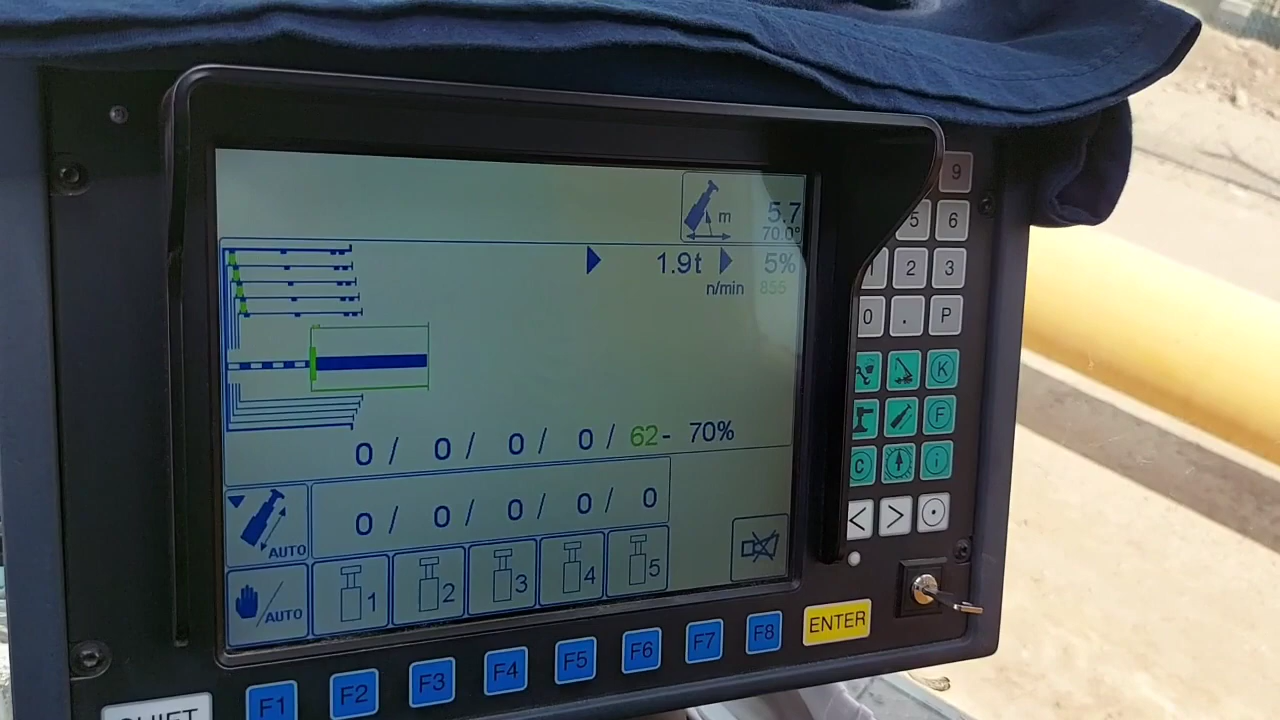 m 5.7
70.0°
1.9t 5%
n/min 855
0 / 0 / 0 / 0 / 62- 70%
AUTO 0 / 0 / 0 / 0 / 0
/AUTO 1 2 3 4 5
9
5 6
1 2 3
0 . P
K
F
C i
< >
F1 F2 F3 F4 F5 F6 F7 F8 ENTER
SHIFT